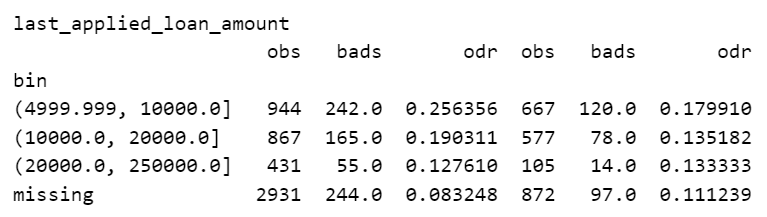 last_applied_loan_amount
obs bads odr obs bads odr
bin
(4999.999, 10000.0] 944 242.0 0.256356 667 120.0 0.179910
(10000.0, 20000.0] 867 165.0 0.190311 577 78.0 0.135182
(20000.0, 250000.0] 431 55.0 0.127610 105 14.0 0.133333
missing 2931 244.0 0.083248 872 97.0 0.111239